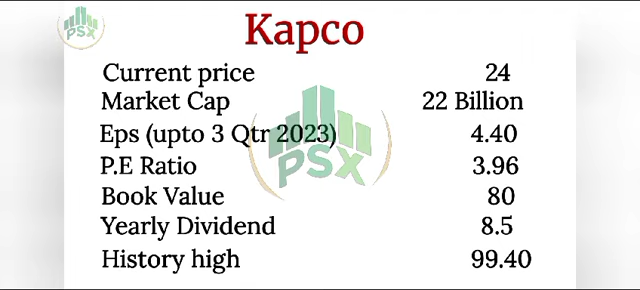 PSX
Kapco
Current price 24
Market Cap 22 Billion
Eps (upto 3 Qtr 2023) 4.40
P.E Ratio 3.96
PSX
Book Value 80
Yearly Dividend 8.5
History high 99.40